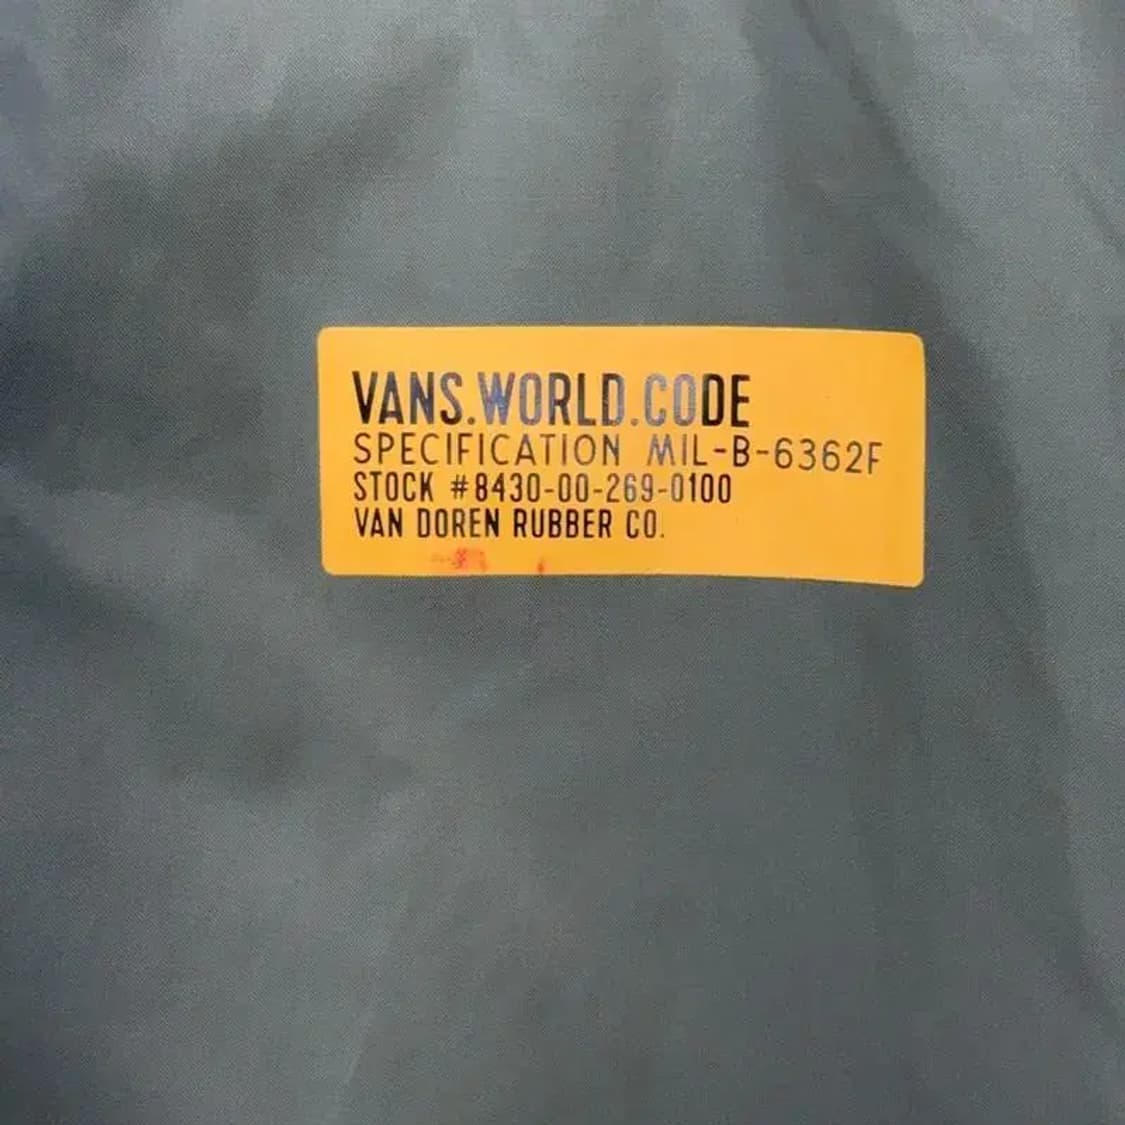 VANS.WORLD.CODE
SPECIFICATION MIL-B-6362F
STOCK #8430-00-269-0100
VAN DOREN RUBBER CO.